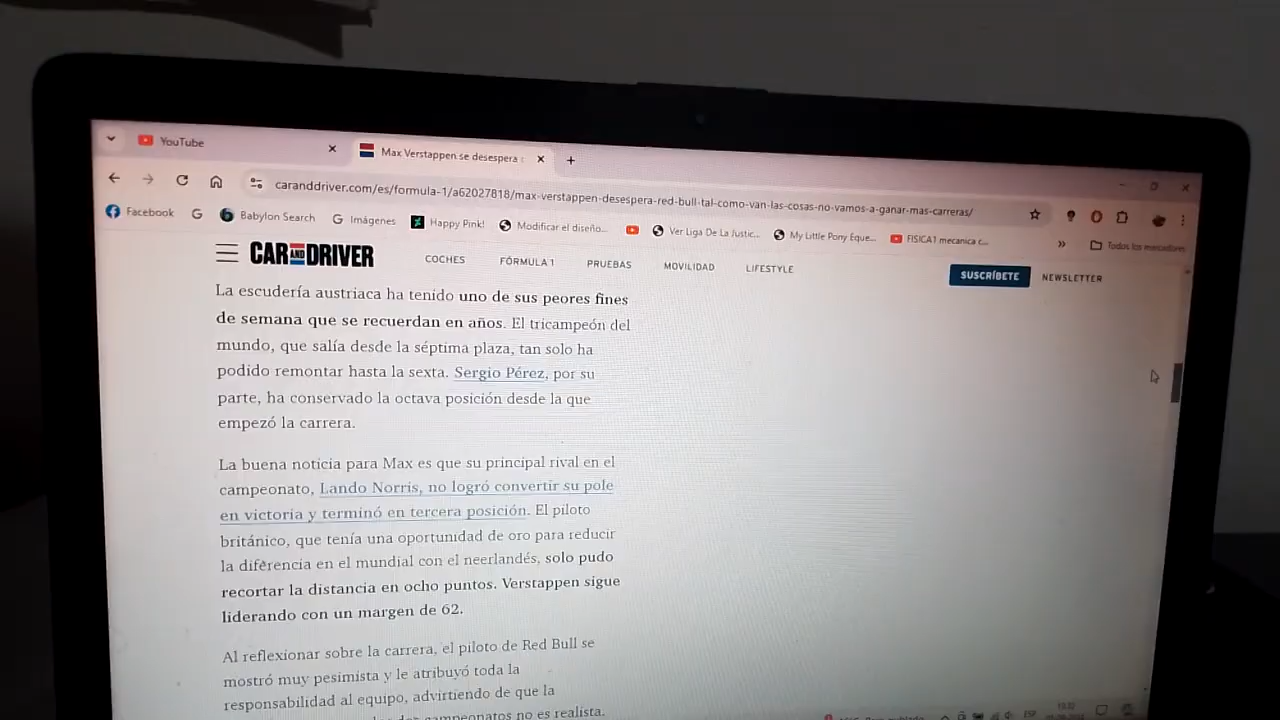 YouTube
Max Verstappen se desespera
caranddriver.com/es/formula-1/a62027818/max-verstappen-desespera-red-bull-tal-como-van-las-cosas-no-vamos-a-ganar-mas-carreras/
Facebook
Babylon Search
Imágenes
Happy Pink!
Modificar el diseño...
Ver Liga De La Justic...
My Little Pony Eque...
FISICA1 mecanica c...
Todos los marcadores
CAR AND DRIVER
COCHES
FÓRMULA 1
PRUEBAS
MOVILIDAD
LIFESTYLE
SUSCRÍBETE
NEWSLETTER
La escudería austriaca ha tenido uno de sus peores fines
de semana que se recuerdan en años. El tricampeón del
mundo, que salía desde la séptima plaza, tan solo ha
podido remontar hasta la sexta. Sergio Pérez, por su
parte, ha conservado la octava posición desde la que
empezó la carrera.
La buena noticia para Max es que su principal rival en el
campeonato, Lando Norris, no logró convertir su pole
en victoria y terminó en tercera posición. El piloto
británico, que tenía una oportunidad de oro para reducir
la diferencia en el mundial con el neerlandés, solo pudo
recortar la distancia en ocho puntos. Verstappen sigue
liderando con un margen de 62.
Al reflexionar sobre la carrera, el piloto de Red Bull se
mostró muy pesimista y le atribuyó toda la
responsabilidad al equipo, advirtiendo de que la
campeonatos no es realista.
ESP